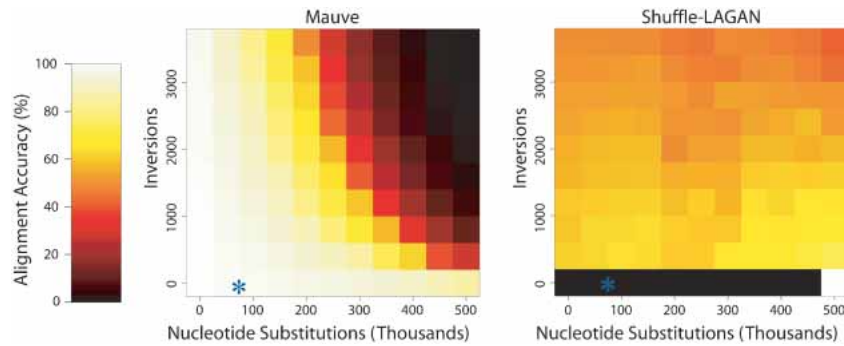 Mauve
Shuffle-LAGAN
Alignment Accuracy (%)
100
80
60
40
20
0
Inversions
3000
2000
1000
0
*
0 100 200 300 400 500
Nucleotide Substitutions (Thousands)
Inversions
3000
2000
1000
0
*
0 100 200 300 400 500
Nucleotide Substitutions (Thousands)